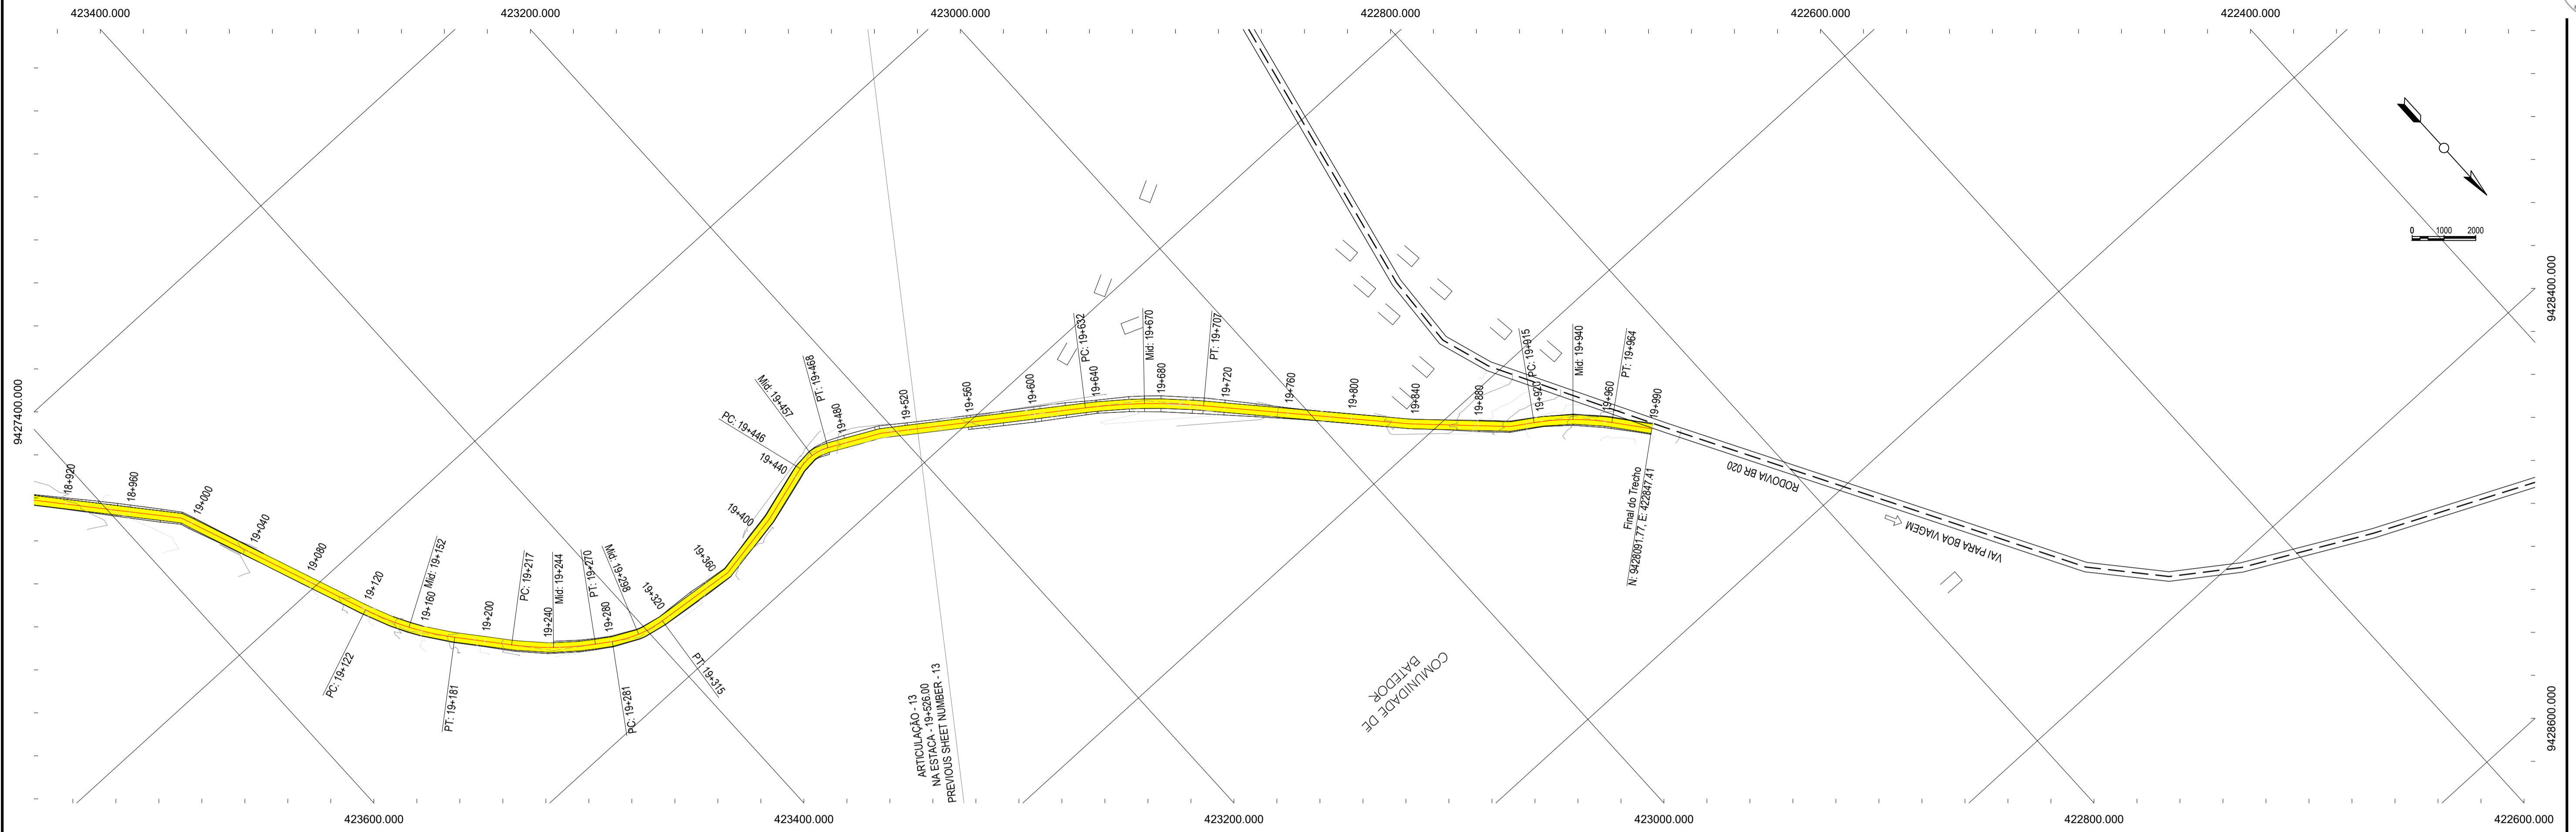 423400.000
423200.000
423000.000
422800.000
422600.000
422400.000
9427400.000
9428400.000
9428600.000
0 1000 2000
18+920
18+960
19+000
19+040
19+080
19+120
PC: 19+122
Mid: 19+152
19+160
PT: 19+181
19+200
PC: 19+217
19+240
Mid: 19+244
PT: 19+270
19+280
PC: 19+281
Mid: 19+298
PT: 19+315
19+320
19+360
19+400
19+440
PC: 19+446
Mid: 19+457
PT: 19+468
19+480
19+520
19+560
19+600
PC: 19+632
19+640
Mid: 19+670
19+680
PT: 19+707
19+720
19+760
19+800
19+840
19+880
PC: 19+915
19+920
Mid: 19+940
19+960
PT: 19+964
19+990
Final do Trecho
N: 9428091.77, E: 422847.41
RODOVIA BR 020
VAI PARA BOA VIAGEM
COMUNIDADE DE
BATEDOR
ARTICULAÇÃO - 13
NA ESTACA - 19+526.00
PREVIOUS SHEET NUMBER - 13
423600.000
423400.000
423200.000
423000.000
422800.000
422600.000